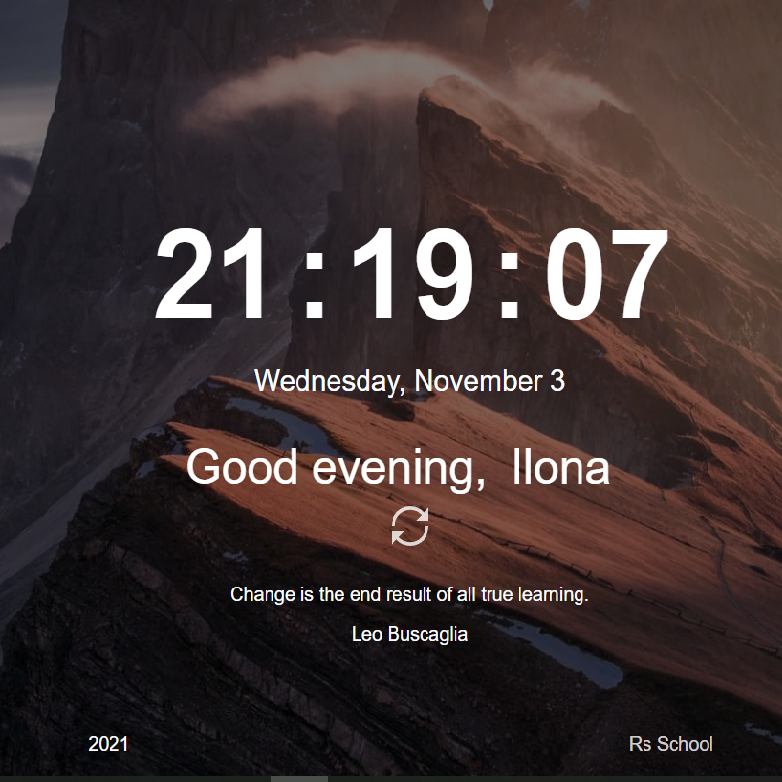 21:19:07
Wednesday, November 3
Good evening, Ilona
Change is the end result of all true learning.
Leo Buscaglia
2021
Rs School